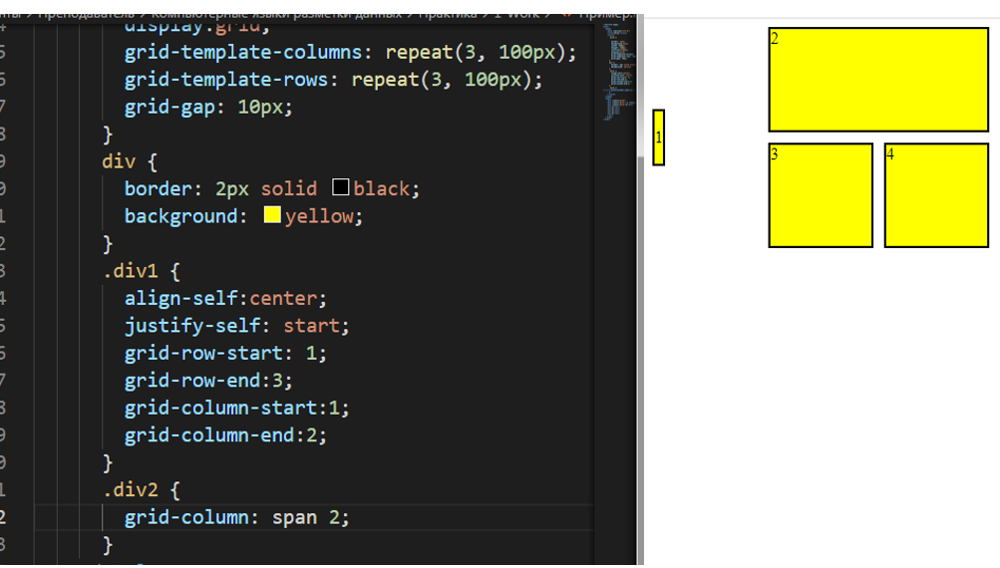 Преподаватель > Компьютерные языки разметки данных > Практика > 1 Work > Пример...
display:grid;
grid-template-columns: repeat(3, 100px);
grid-template-rows: repeat(3, 100px);
grid-gap: 10px;
}
div {
border: 2px solid black;
background: yellow;
}
.div1 {
align-self:center;
justify-self: start;
grid-row-start: 1;
grid-row-end:3;
grid-column-start:1;
grid-column-end:2;
}
.div2 {
grid-column: span 2;
}
1
2
3
4